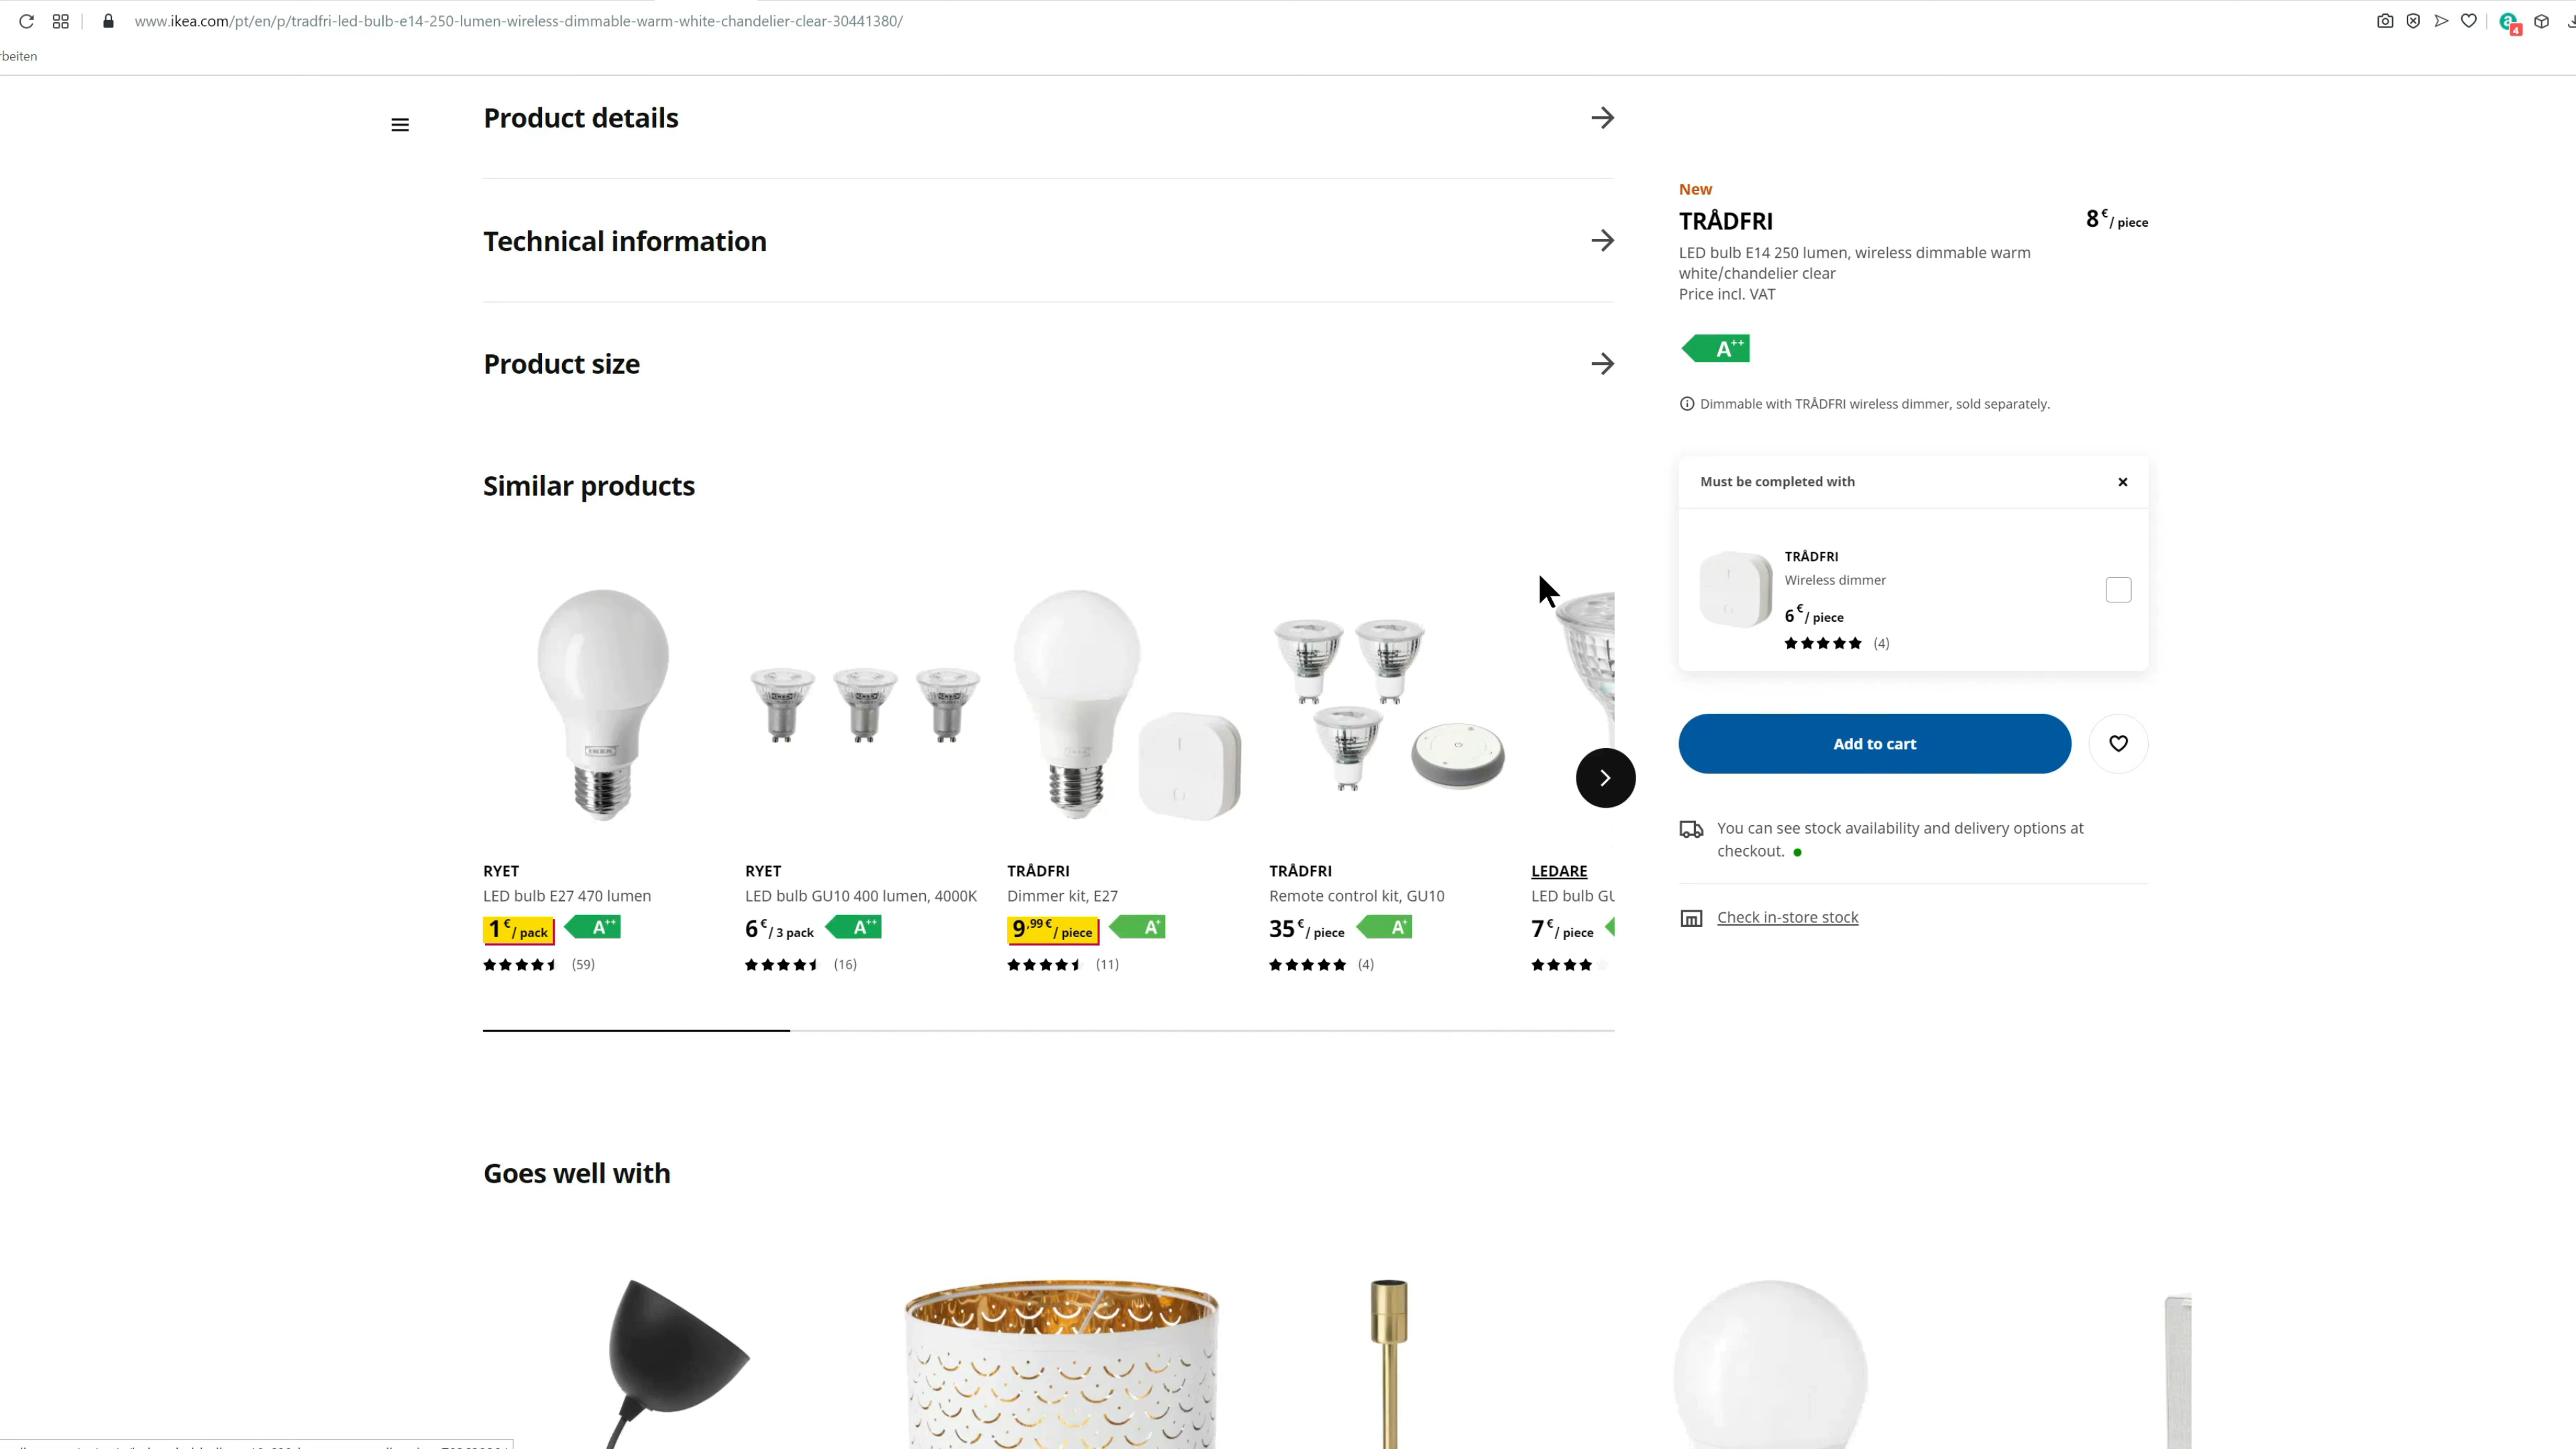 www.ikea.com/pt/en/p/tradfri-led-bulb-e14-250-lumen-wireless-dimmable-warm-white-chandelier-clear-30441380/
4
rbeiten
Product details
Technical information
Product size
New
TRÅDFRI
8€/ piece
LED bulb E14 250 lumen, wireless dimmable warm
white/chandelier clear
Price incl. VAT
A++
Dimmable with TRÅDFRI wireless dimmer, sold separately.
Must be completed with
TRÅDFRI
Wireless dimmer
6€/ piece
(4)
Add to cart
You can see stock availability and delivery options at
checkout.
Check in-store stock
Similar products
IKEA
RYET
LED bulb E27 470 lumen
1€/ pack
A++
(59)
RYET
LED bulb GU10 400 lumen, 4000K
6€/ 3 pack
A++
(16)
TRÅDFRI
Dimmer kit, E27
9,99€/ piece
A+
(11)
TRÅDFRI
Remote control kit, GU10
35€/ piece
A+
(4)
LEDARE
LED bulb GU
7€/ piece
Goes well with